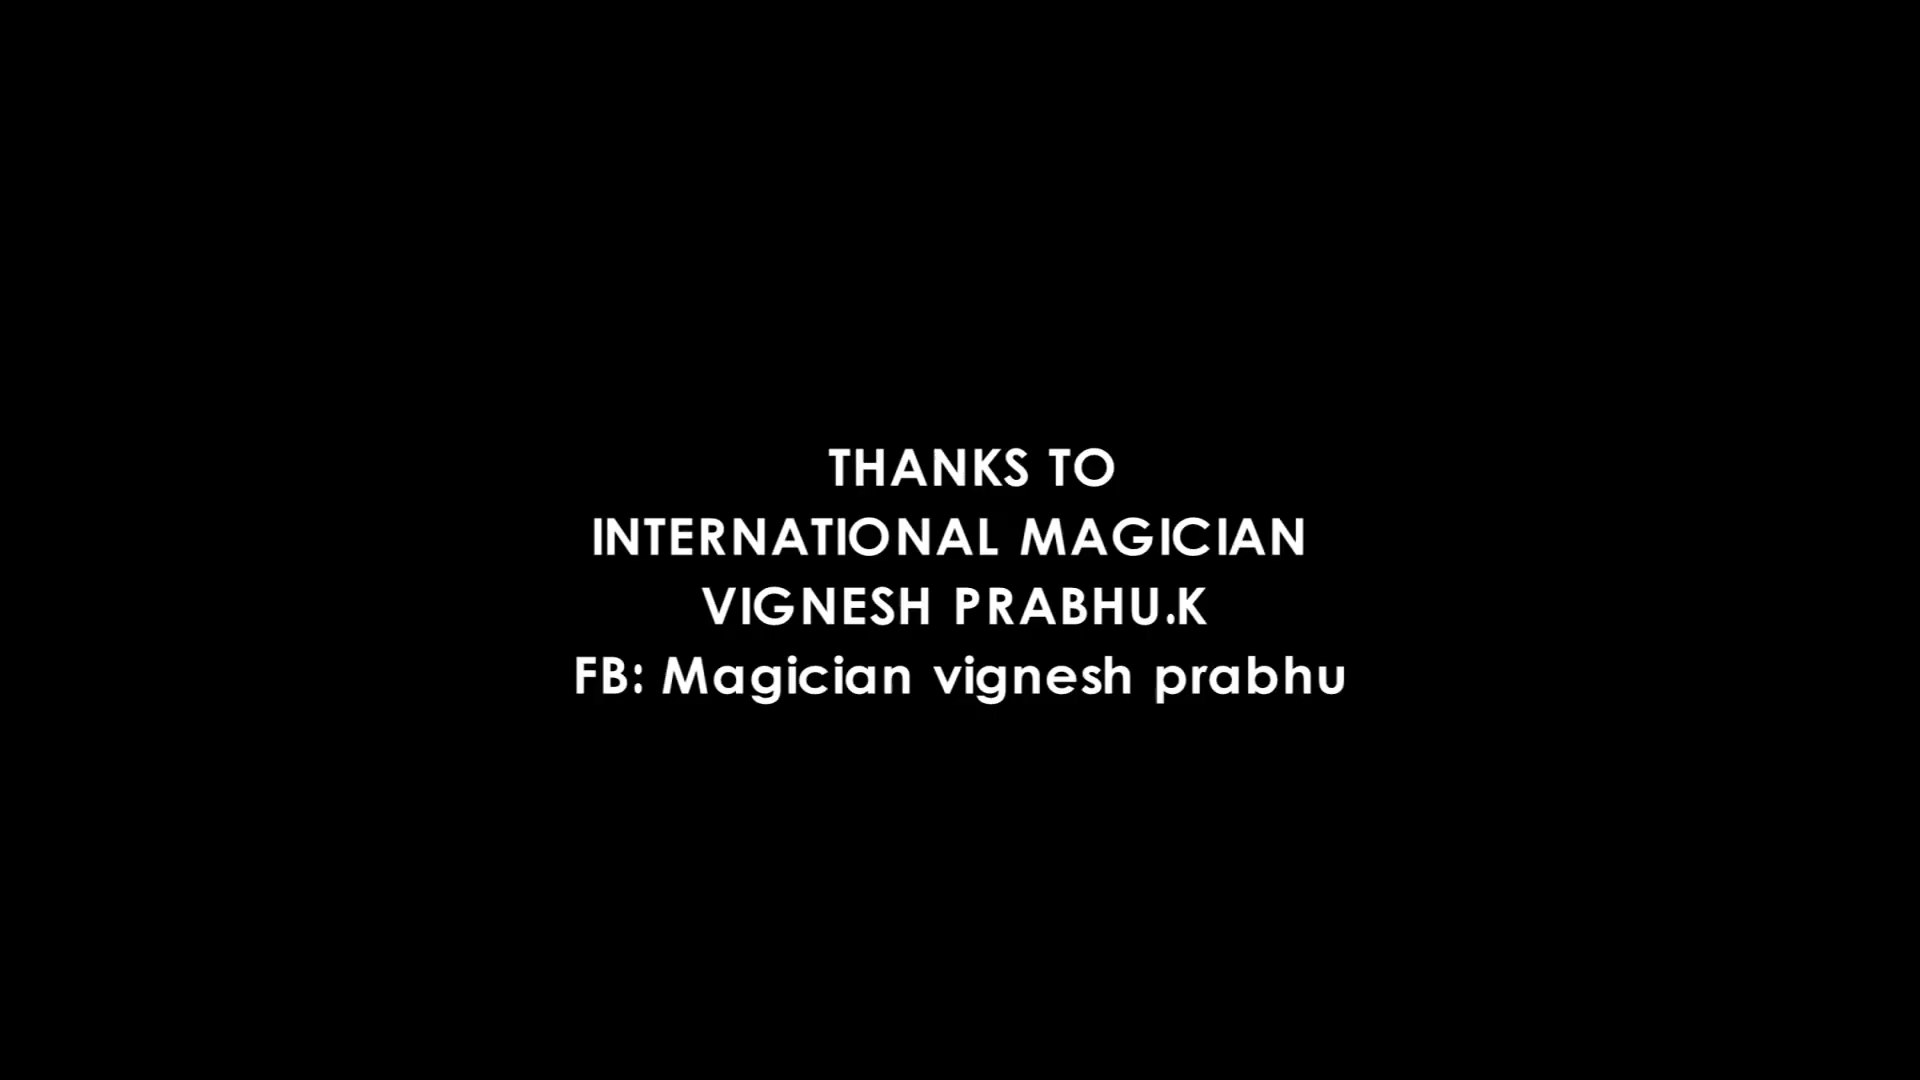 THANKS TO
INTERNATIONAL MAGICIAN
VIGNESH PRABHU.K
FB: Magician vignesh prabhu